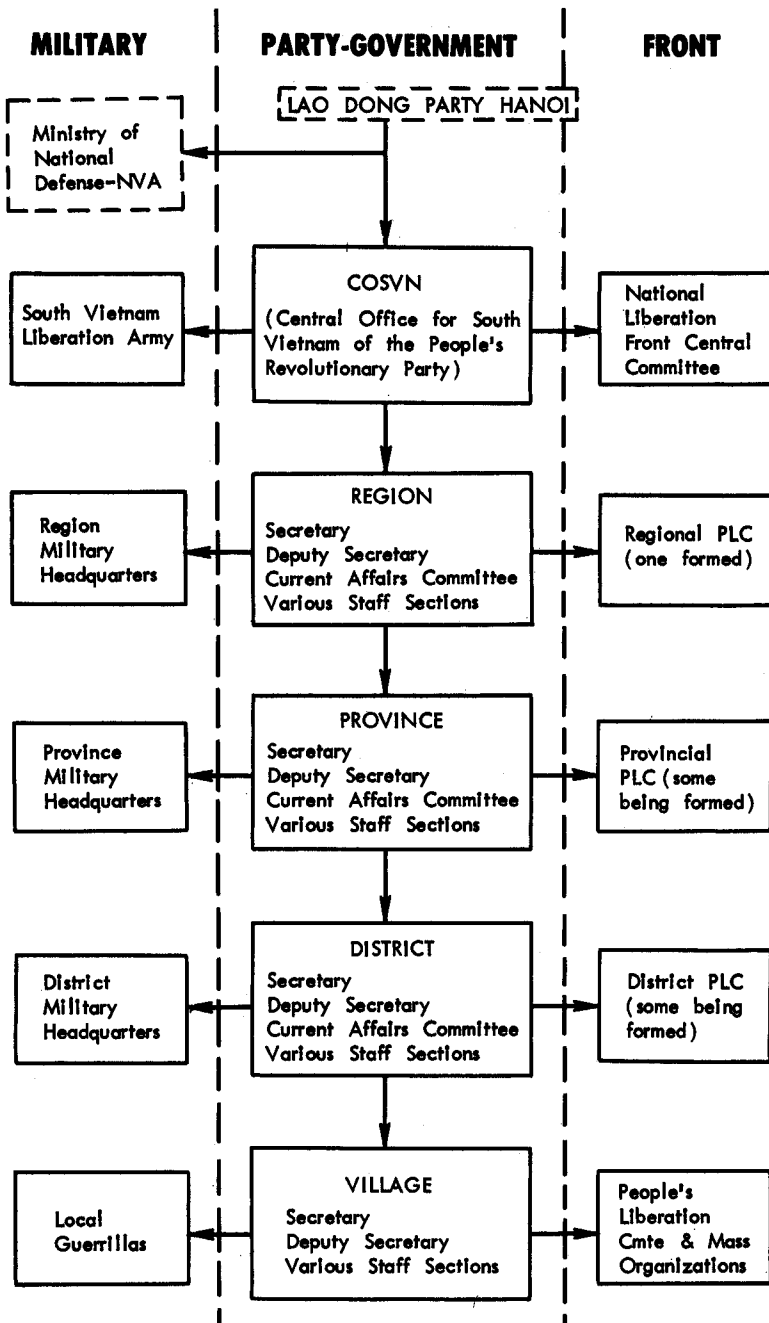 MILITARY
PARTY-GOVERNMENT
FRONT
LAO DONG PARTY HANOI
Ministry of
National
Defense-NVA
South Vietnam
Liberation Army
COSVN
(Central Office for South
Vietnam of the People's
Revolutionary Party)
National
Liberation
Front Central
Committee
Region
Military
Headquarters
REGION
Secretary
Deputy Secretary
Current Affairs Committee
Various Staff Sections
Regional PLC
(one formed)
Province
Military
Headquarters
PROVINCE
Secretary
Deputy Secretary
Current Affairs Committee
Various Staff Sections
Provincial
PLC (some
being formed)
District
Military
Headquarters
DISTRICT
Secretary
Deputy Secretary
Current Affairs Committee
Various Staff Sections
District PLC
(some being
formed)
Local
Guerrillas
VILLAGE
Secretary
Deputy Secretary
Various Staff Sections
People's
Liberation
Cmte & Mass
Organizations